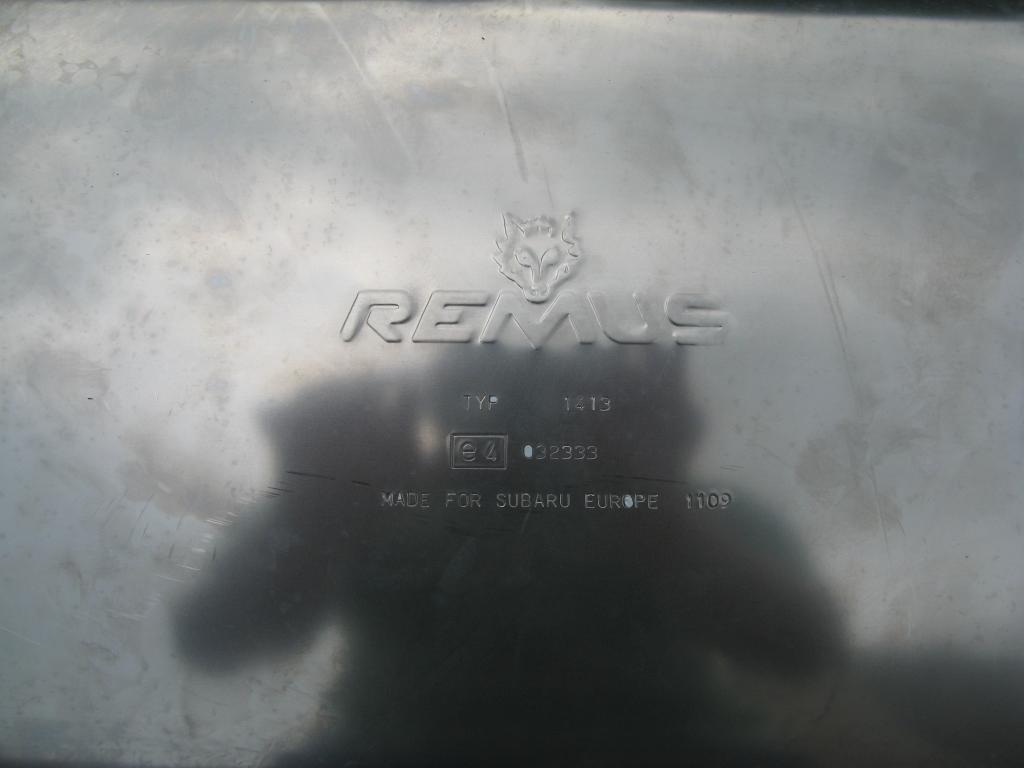 REMUS
TYP 1413
e4 032333
MADE FOR SUBARU EUROPE 1109